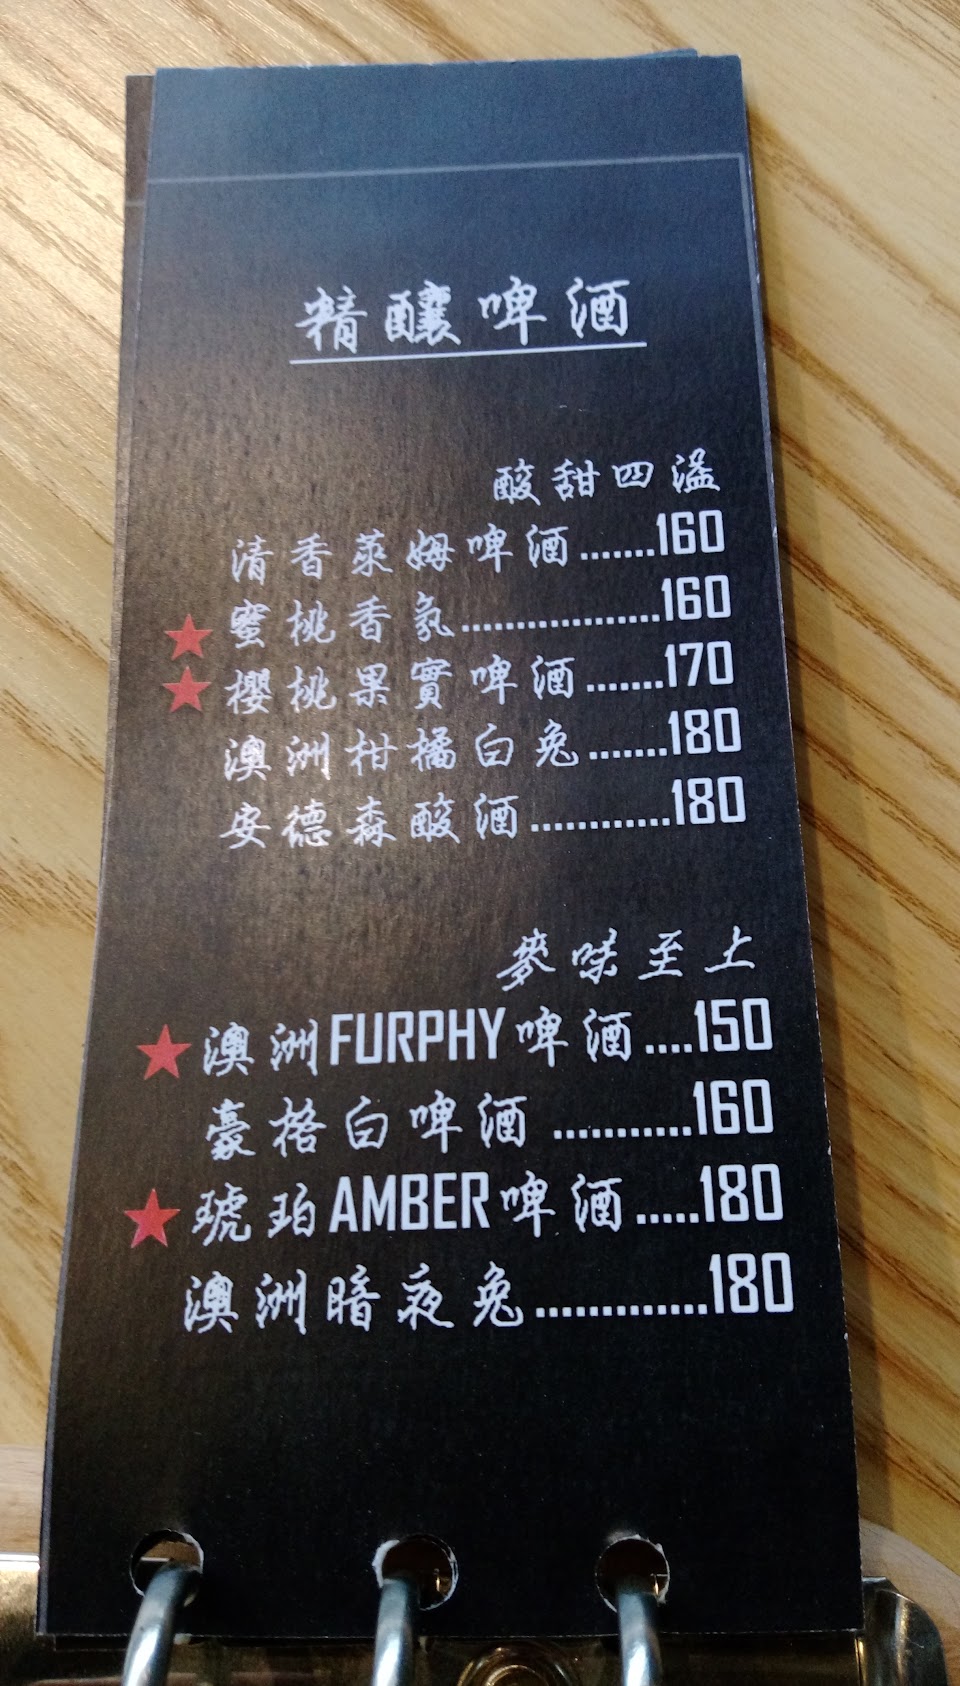 精釀啤酒
酸甜四溢
清香萊姆啤酒.......160
★蜜桃香氛.................160
★櫻桃果實啤酒.......170
澳洲柑橘白兔.......180
安德森酸酒............180
麥味至上
★澳洲FURPHY啤酒....150
豪格白啤酒............160
★琥珀AMBER啤酒.....180
澳洲暗夜兔.............180